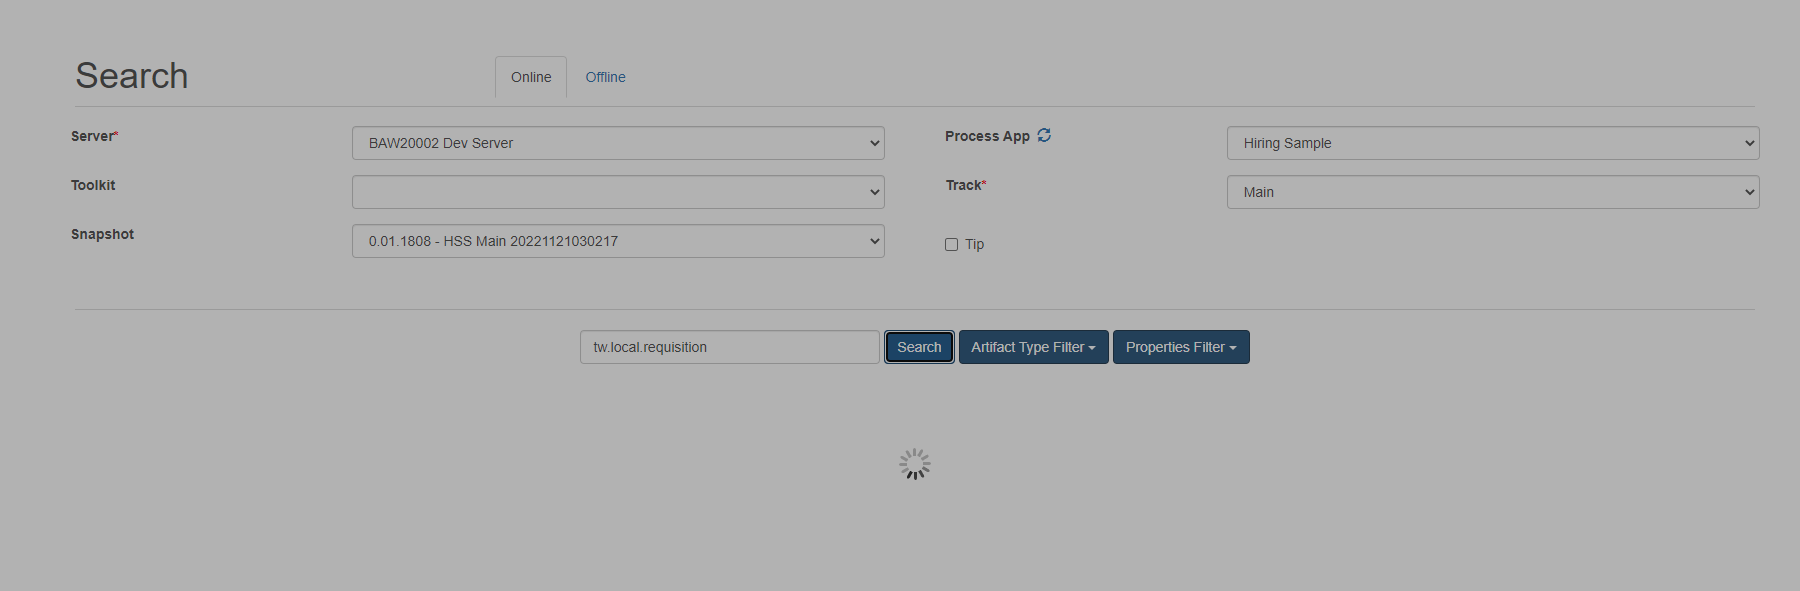 Search
Online
Offline
Server*
BAW20002 Dev Server
Process App
Hiring Sample
Toolkit
Track*
Main
Snapshot
0.01.1808 - HSS Main 20221121030217
Tip
tw.local.requisition
Search
Artifact Type Filter
Properties Filter